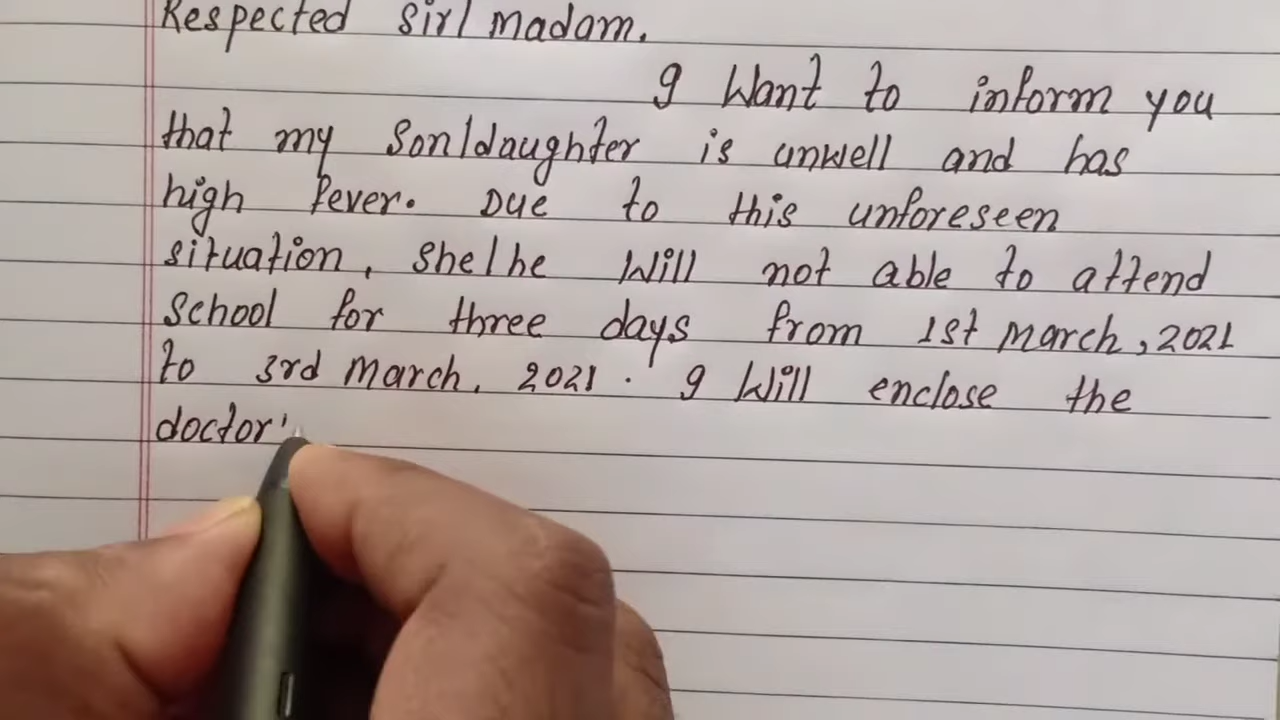 Respected sir/madam.
I Want to inform you
that my Son/daughter is unwell and has
high fever. Due to this unforeseen
situation, She/he Will not able to attend
School for three days from 1st March, 2021
to 3rd March, 2021. I Will enclose the
doctor'